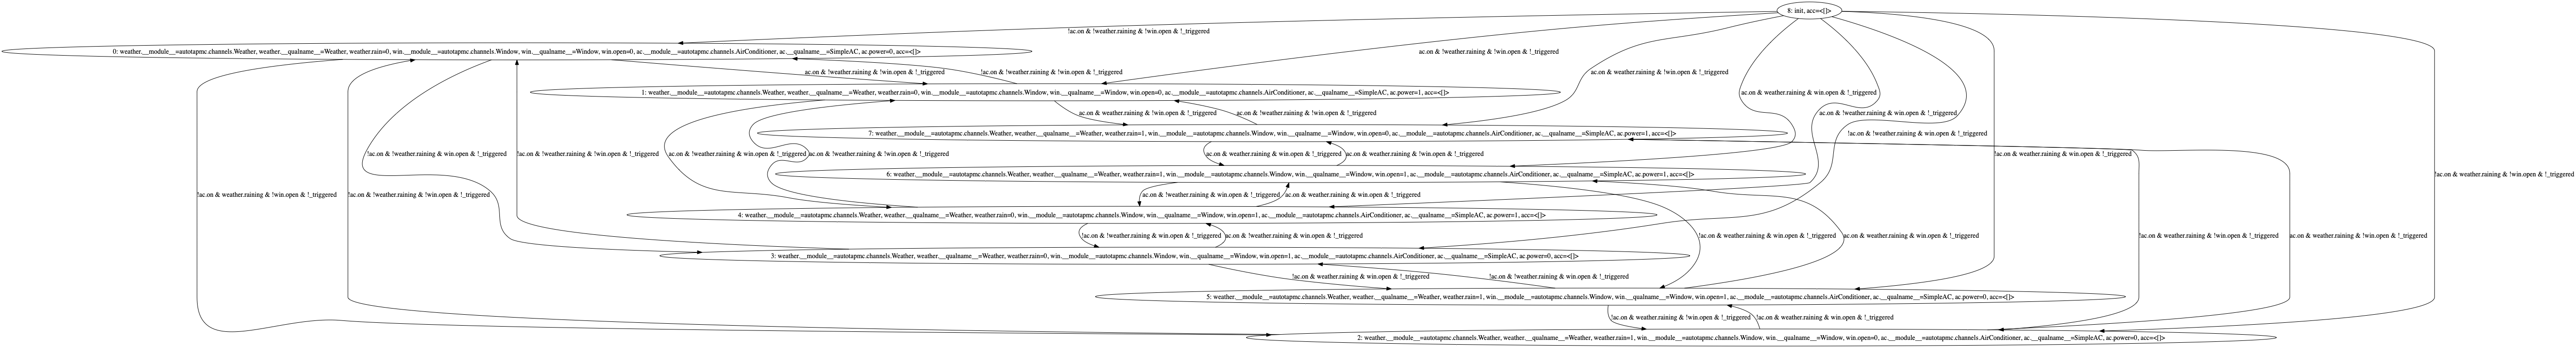 8: init, acc=<[]>
!ac.on & !weather.raining & !win.open & !_triggered
0: weather.__module__=autotapmc.channels.Weather, weather.__qualname__=Weather, weather.rain=0, win.__module__=autotapmc.channels.Window, win.__qualname__=Window, win.open=0, ac.__module__=autotapmc.channels.AirConditioner, ac.__qualname__=SimpleAC, ac.power=0, acc=<[]>
ac.on & !weather.raining & !win.open & !_triggered
ac.on & !weather.raining & !win.open & !_triggered
!ac.on & !weather.raining & !win.open & !_triggered
ac.on & weather.raining & !win.open & !_triggered
1: weather.__module__=autotapmc.channels.Weather, weather.__qualname__=Weather, weather.rain=0, win.__module__=autotapmc.channels.Window, win.__qualname__=Window, win.open=0, ac.__module__=autotapmc.channels.AirConditioner, ac.__qualname__=SimpleAC, ac.power=1, acc=<[]>
ac.on & weather.raining & win.open & !_triggered
ac.on & weather.raining & !win.open & !_triggered
ac.on & !weather.raining & !win.open & !_triggered
ac.on & !weather.raining & win.open & !_triggered
7: weather.__module__=autotapmc.channels.Weather, weather.__qualname__=Weather, weather.rain=1, win.__module__=autotapmc.channels.Window, win.__qualname__=Window, win.open=0, ac.__module__=autotapmc.channels.AirConditioner, ac.__qualname__=SimpleAC, ac.power=1, acc=<[]>
!ac.on & !weather.raining & win.open & !_triggered
!ac.on & !weather.raining & win.open & !_triggered
!ac.on & !weather.raining & !win.open & !_triggered
ac.on & !weather.raining & win.open & !_triggered
ac.on & !weather.raining & !win.open & !_triggered
ac.on & weather.raining & win.open & !_triggered
ac.on & weather.raining & !win.open & !_triggered
!ac.on & weather.raining & win.open & !_triggered
6: weather.__module__=autotapmc.channels.Weather, weather.__qualname__=Weather, weather.rain=1, win.__module__=autotapmc.channels.Window, win.__qualname__=Window, win.open=1, ac.__module__=autotapmc.channels.AirConditioner, ac.__qualname__=SimpleAC, ac.power=1, acc=<[]>
!ac.on & weather.raining & !win.open & !_triggered
!ac.on & weather.raining & !win.open & !_triggered
!ac.on & !weather.raining & !win.open & !_triggered
ac.on & !weather.raining & win.open & !_triggered
ac.on & weather.raining & win.open & !_triggered
4: weather.__module__=autotapmc.channels.Weather, weather.__qualname__=Weather, weather.rain=0, win.__module__=autotapmc.channels.Window, win.__qualname__=Window, win.open=1, ac.__module__=autotapmc.channels.AirConditioner, ac.__qualname__=SimpleAC, ac.power=1, acc=<[]>
!ac.on & !weather.raining & win.open & !_triggered
ac.on & !weather.raining & win.open & !_triggered
!ac.on & weather.raining & win.open & !_triggered
ac.on & weather.raining & win.open & !_triggered
!ac.on & weather.raining & !win.open & !_triggered
ac.on & weather.raining & !win.open & !_triggered
3: weather.__module__=autotapmc.channels.Weather, weather.__qualname__=Weather, weather.rain=0, win.__module__=autotapmc.channels.Window, win.__qualname__=Window, win.open=1, ac.__module__=autotapmc.channels.AirConditioner, ac.__qualname__=SimpleAC, ac.power=0, acc=<[]>
!ac.on & weather.raining & win.open & !_triggered
!ac.on & !weather.raining & win.open & !_triggered
5: weather.__module__=autotapmc.channels.Weather, weather.__qualname__=Weather, weather.rain=1, win.__module__=autotapmc.channels.Window, win.__qualname__=Window, win.open=1, ac.__module__=autotapmc.channels.AirConditioner, ac.__qualname__=SimpleAC, ac.power=0, acc=<[]>
!ac.on & weather.raining & !win.open & !_triggered
!ac.on & weather.raining & win.open & !_triggered
2: weather.__module__=autotapmc.channels.Weather, weather.__qualname__=Weather, weather.rain=1, win.__module__=autotapmc.channels.Window, win.__qualname__=Window, win.open=0, ac.__module__=autotapmc.channels.AirConditioner, ac.__qualname__=SimpleAC, ac.power=0, acc=<[]>